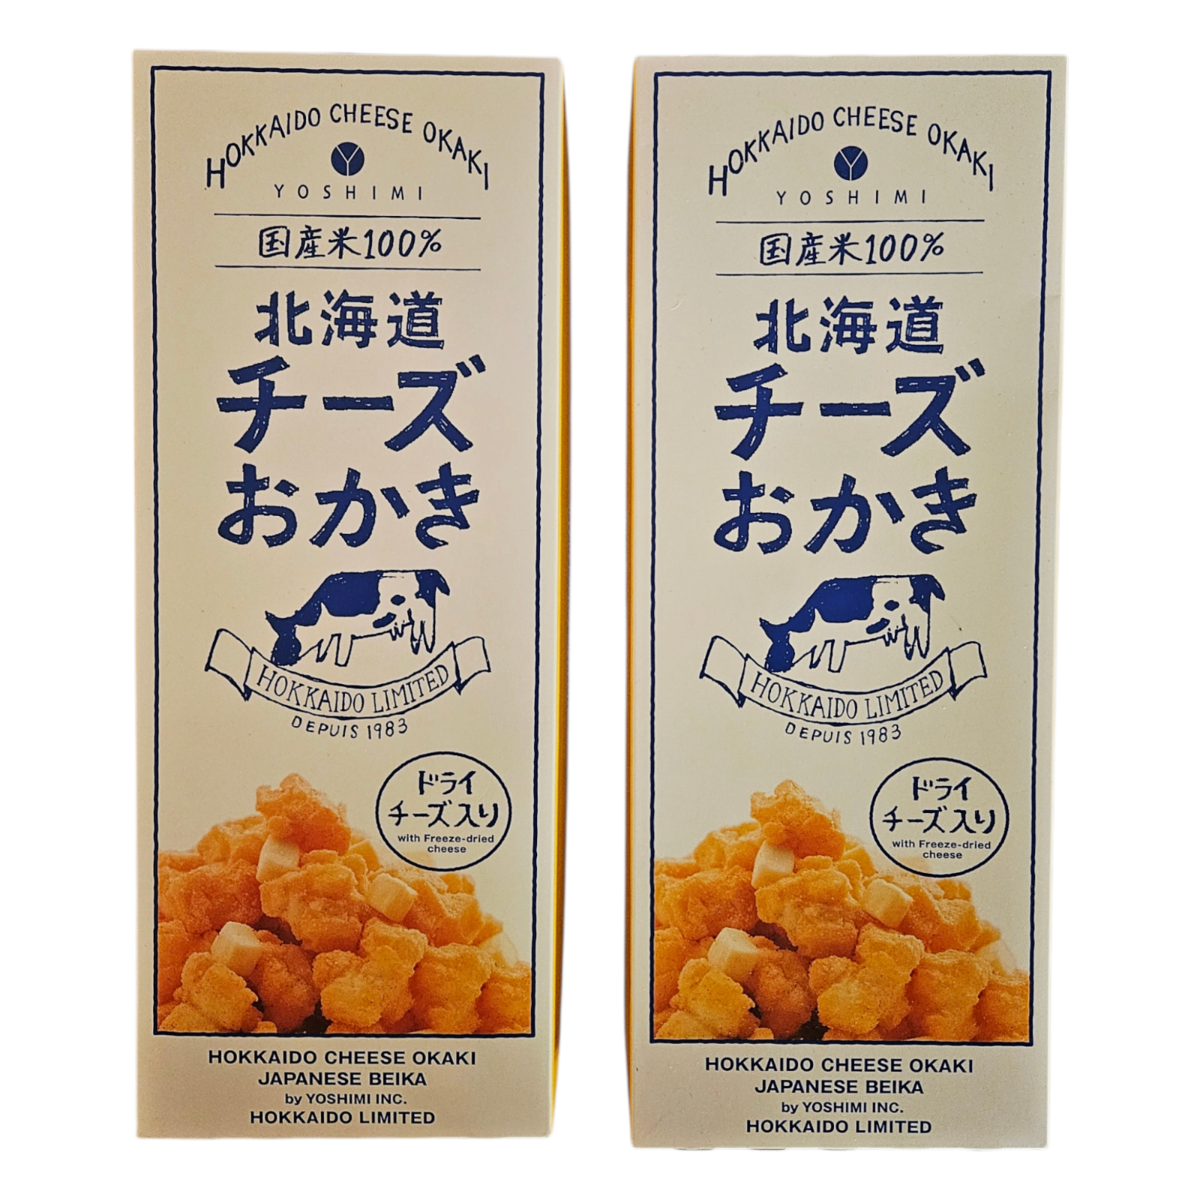 HOKKAIDO CHEESE OKAKI
YOSHIMI
国産米100%
北海道
チーズ
おかき
HOKKAIDO LIMITED
DEPUIS 1983
ドライ
チーズ入り
with Freeze-dried
cheese
HOKKAIDO CHEESE OKAKI
JAPANESE BEIKA
by YOSHIMI INC.
HOKKAIDO LIMITED
HOKKAIDO CHEESE OKAKI
YOSHIMI
国産米100%
北海道
チーズ
おかき
HOKKAIDO LIMITED
DEPUIS 1983
ドライ
チーズ入り
with Freeze-dried
cheese
HOKKAIDO CHEESE OKAKI
JAPANESE BEIKA
by YOSHIMI INC.
HOKKAIDO LIMITED